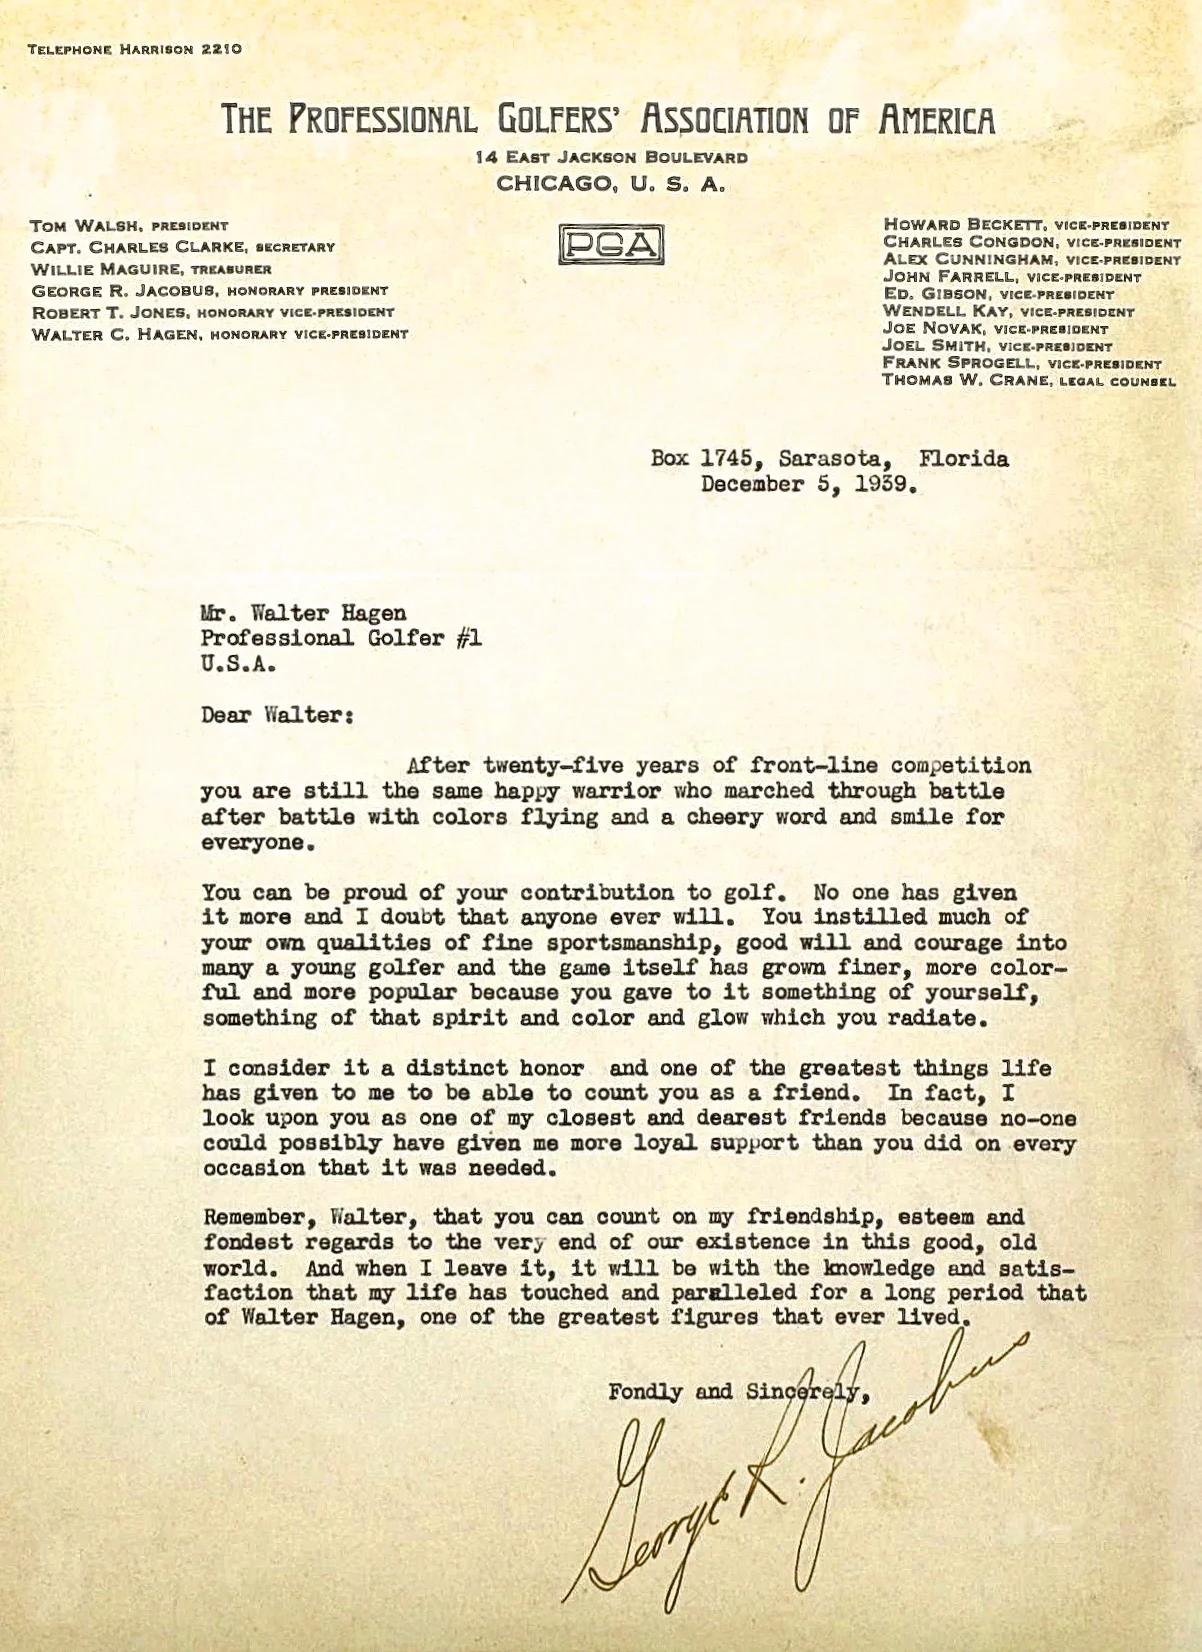 TELEPHONE HARRISON 2210
THE PROFESSIONAL GOLFERS' ASSOCIATION OF AMERICA
14 EAST JACKSON BOULEVARD
CHICAGO, U. S. A.
TOM WALSH, PRESIDENT
CAPT. CHARLES CLARKE, SECRETARY
WILLIE MAGUIRE, TREASURER
GEORGE R. JACOBUS, HONORARY PRESIDENT
ROBERT T. JONES, HONORARY VICE-PRESIDENT
WALTER C. HAGEN, HONORARY VICE-PRESIDENT
PGA
HOWARD BECKETT, VICE-PRESIDENT
CHARLES CONGDON, VICE-PRESIDENT
ALEX CUNNINGHAM, VICE-PRESIDENT
JOHN FARRELL, VICE-PRESIDENT
ED. GIBSON, VICE-PRESIDENT
WENDELL KAY, VICE-PRESIDENT
JOE NOVAK, VICE-PRESIDENT
JOEL SMITH, VICE-PRESIDENT
FRANK SPROGELL, VICE-PRESIDENT
THOMAS W. CRANE, LEGAL COUNSEL
Box 1745, Sarasota, Florida
December 5, 1939.
Mr. Walter Hagen
Professional Golfer #1
U.S.A.
Dear Walter:
After twenty-five years of front-line competition
you are still the same happy warrior who marched through battle
after battle with colors flying and a cheery word and smile for
everyone.
You can be proud of your contribution to golf. No one has given
it more and I doubt that anyone ever will. You instilled much of
your own qualities of fine sportsmanship, good will and courage into
many a young golfer and the game itself has grown finer, more color-
ful and more popular because you gave to it something of yourself,
something of that spirit and color and glow which you radiate.
I consider it a distinct honor and one of the greatest things life
has given to me to be able to count you as a friend. In fact, I
look upon you as one of my closest and dearest friends because no-one
could possibly have given me more loyal support than you did on every
occasion that it was needed.
Remember, Walter, that you can count on my friendship, esteem and
fondest regards to the very end of our existence in this good, old
world. And when I leave it, it will be with the knowledge and satis-
faction that my life has touched and paralleled for a long period that
of Walter Hagen, one of the greatest figures that ever lived.
Fondly and Sincerely,
George R. Jacobus